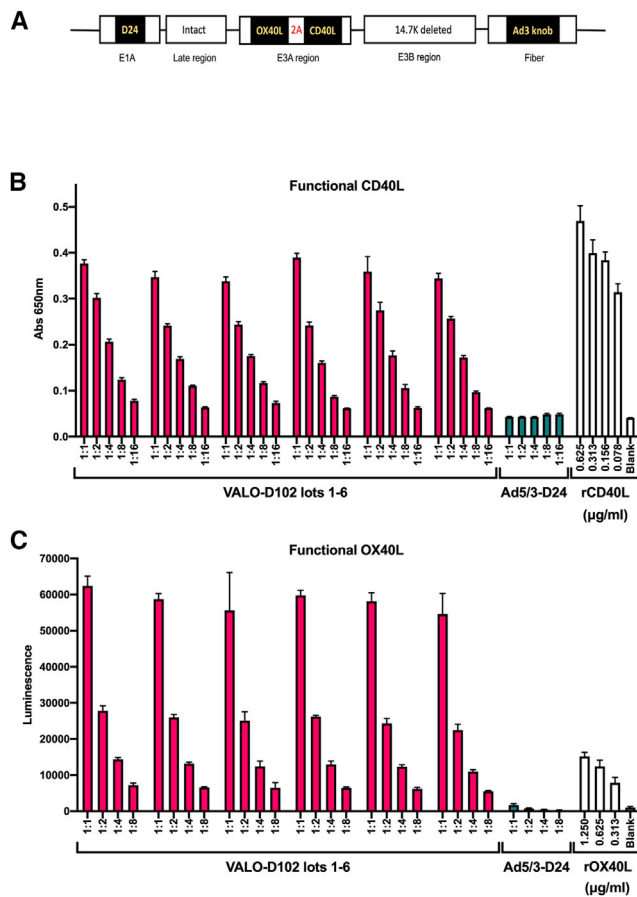 A
D24
Intact
OX40L 2A CD40L
14.7K deleted
Ad3 knob
E1A
Late region
E3A region
E3B region
Fiber
B
Functional CD40L
Abs 650nm
0.5
0.4
0.3
0.2
0.1
0.0
1:1 1:2 1:4 1:8 1:16 1:1 1:2 1:4 1:8 1:16 1:1 1:2 1:4 1:8 1:16 1:1 1:2 1:4 1:8 1:16 1:1 1:2 1:4 1:8 1:16 1:1 1:2 1:4 1:8 1:16 1:1 1:2 1:4 1:8 1:16 0.625 0.313 0.156 0.078 Blank
VALO-D102 lots 1-6
Ad5/3-D24
rCD40L
(µg/ml)
C
Functional OX40L
Luminescence
70000
60000
50000
40000
30000
20000
10000
0
1:1 1:2 1:4 1:8 1:1 1:2 1:4 1:8 1:1 1:2 1:4 1:8 1:1 1:2 1:4 1:8 1:1 1:2 1:4 1:8 1:1 1:2 1:4 1:8 1:1 1:2 1:4 1:8 1.250 0.625 0.313 Blank
VALO-D102 lots 1-6
Ad5/3-D24
rOX40L
(µg/ml)